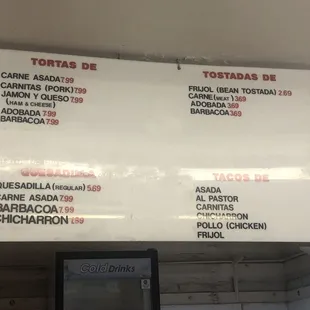 TORTAS DE
CARNE ASADA 7.99
CARNITAS (PORK) 7.99
JAMON Y QUESO 7.99
(HAM & CHEESE)
ADOBADA 7.99
BARBACOA 7.99
TOSTADAS DE
FRIJOL (BEAN TOSTADA) 2.69
CARNE (MEAT) 3.69
ADOBADA 3.69
BARBACOA 3.69
QUESADILLA
QUESADILLA (REGULAR) 5.69
CARNE ASADA 7.99
BARBACOA 7.99
CHICHARRON
TACOS DE
ASADA
AL PASTOR
CARNITAS
CHICHARRON
POLLO (CHICKEN)
FRIJOL
Cold Drinks